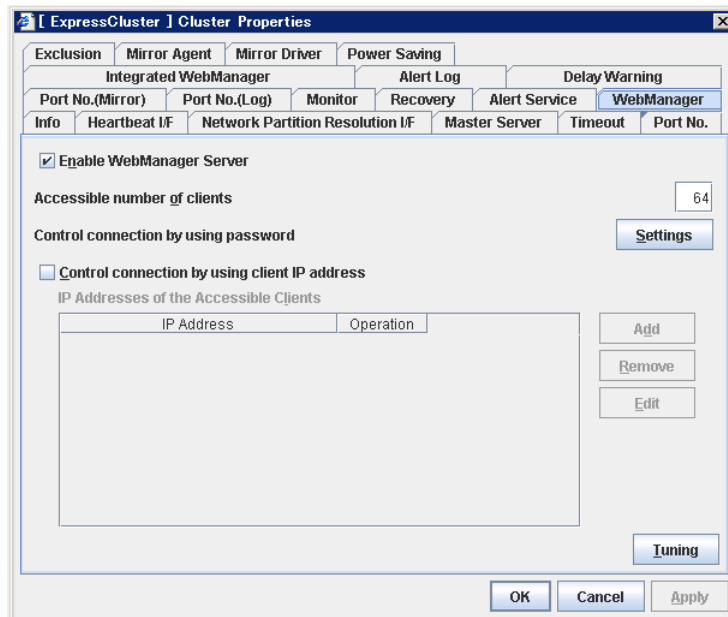 [ ExpressCluster ] Cluster Properties
Exclusion Mirror Agent Mirror Driver Power Saving
Integrated WebManager Alert Log Delay Warning
Port No.(Mirror) Port No.(Log) Monitor Recovery Alert Service WebManager
Info Heartbeat I/F Network Partition Resolution I/F Master Server Timeout Port No.
Enable WebManager Server
Accessible number of clients 64
Control connection by using password Settings
Control connection by using client IP address
IP Addresses of the Accessible Clients
IP Address Operation
Add
Remove
Edit
Tuning
OK Cancel Apply